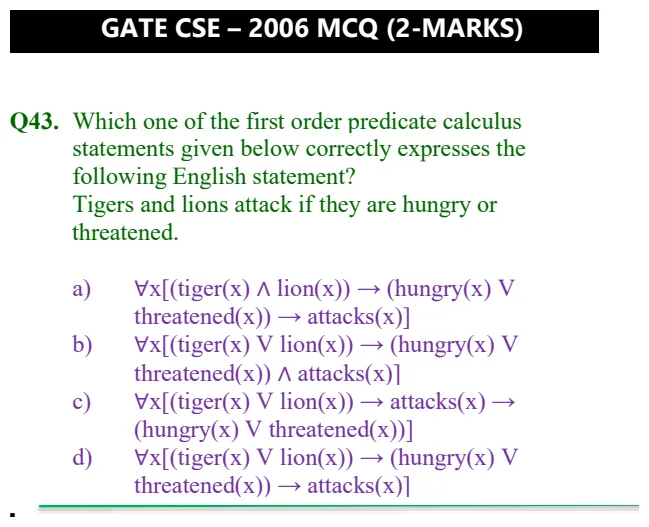 GATE CSE – 2006 MCQ (2-MARKS)
Q43. Which one of the first order predicate calculus
statements given below correctly expresses the
following English statement?
Tigers and lions attack if they are hungry or
threatened.
a) ∀x[(tiger(x) ∧ lion(x)) → (hungry(x) V
threatened(x)) → attacks(x)]
b) ∀x[(tiger(x) V lion(x)) → (hungry(x) V
threatened(x)) ∧ attacks(x)]
c) ∀x[(tiger(x) V lion(x)) → attacks(x) →
(hungry(x) V threatened(x))]
d) ∀x[(tiger(x) V lion(x)) → (hungry(x) V
threatened(x)) → attacks(x)]